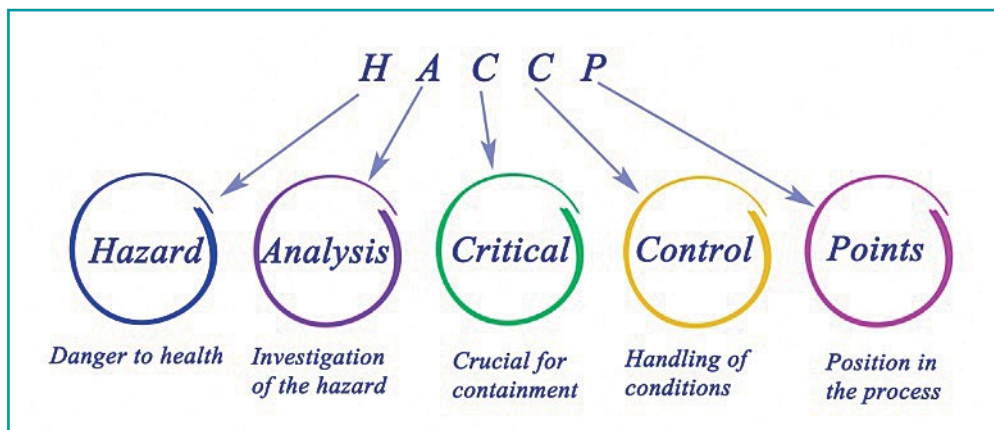 H A C C P
Hazard
Analysis
Critical
Control
Points
Danger to health
Investigation
of the hazard
Crucial for
containment
Handling of
conditions
Position in
the process